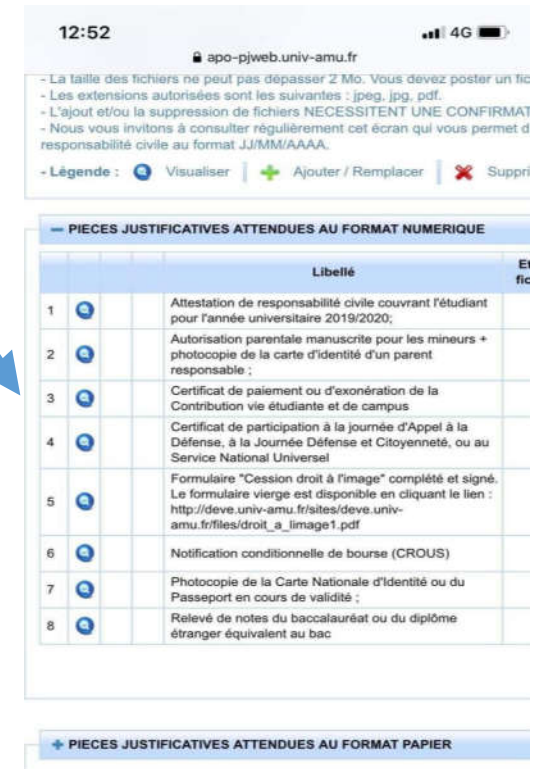 12:52
4G
apo-pjweb.univ-amu.fr
- La taille des fichiers ne peut pas dépasser 2 Mo. Vous devez poster un fic
- Les extensions autorisées sont les suivantes : jpeg, jpg, pdf.
- L'ajout et/ou la suppression de fichiers NECESSITENT UNE CONFIRMAT
- Nous vous invitons à consulter régulièrement cet écran qui vous permet d
responsabilité civile au format JJ/MM/AAAA.
- Légende : Visualiser | Ajouter / Remplacer | Suppri
PIECES JUSTIFICATIVES ATTENDUES AU FORMAT NUMERIQUE
Libellé
Et
fic
1 Attestation de responsabilité civile couvrant l'étudiant
pour l'année universitaire 2019/2020;
2 Autorisation parentale manuscrite pour les mineurs +
photocopie de la carte d'identité d'un parent
responsable ;
3 Certificat de paiement ou d'exonération de la
Contribution vie étudiante et de campus
4 Certificat de participation à la journée d'Appel à la
Défense, à la Journée Défense et Citoyenneté, ou au
Service National Universel
5 Formulaire "Cession droit à l'image" complété et signé.
Le formulaire vierge est disponible en cliquant le lien :
http://deve.univ-amu.fr/sites/deve.univ-
amu.fr/files/droit_a_limage1.pdf
6 Notification conditionnelle de bourse (CROUS)
7 Photocopie de la Carte Nationale d'Identité ou du
Passeport en cours de validité ;
8 Relevé de notes du baccalauréat ou du diplôme
étranger équivalent au bac
PIECES JUSTIFICATIVES ATTENDUES AU FORMAT PAPIER